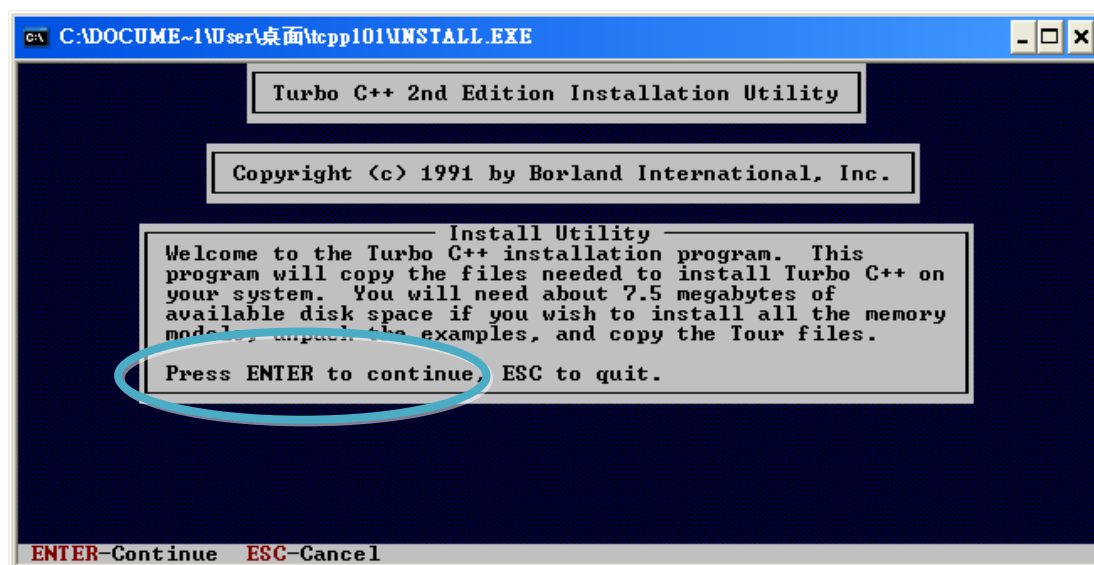 C:\DOCUME~1\User\桌面\tcpp101\INSTALL.EXE
Turbo C++ 2nd Edition Installation Utility
Copyright (c) 1991 by Borland International, Inc.
Install Utility
Welcome to the Turbo C++ installation program. This
program will copy the files needed to install Turbo C++ on
your system. You will need about 7.5 megabytes of
available disk space if you wish to install all the memory
models, unpack the examples, and copy the Tour files.
Press ENTER to continue, ESC to quit.
ENTER-Continue ESC-Cancel